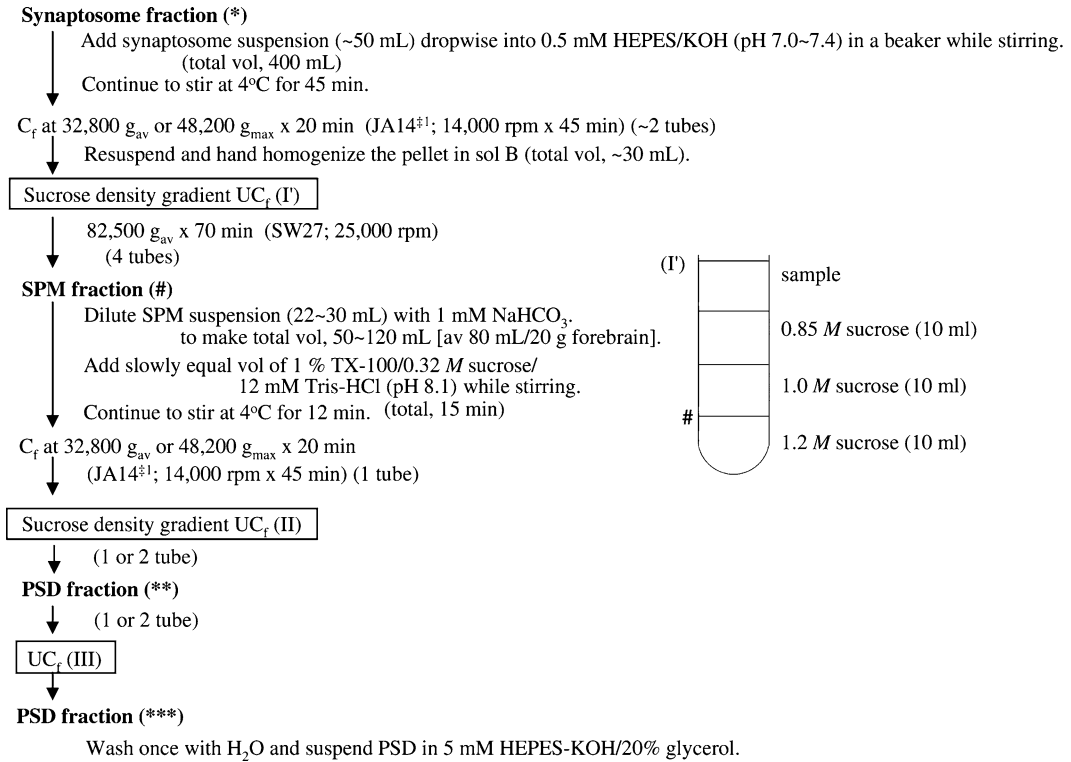 Synaptosome fraction (*)
Add synaptosome suspension (~50 mL) dropwise into 0.5 mM HEPES/KOH (pH 7.0~7.4) in a beaker while stirring.
(total vol, 400 mL)
Continue to stir at 4°C for 45 min.
Cf at 32,800 gav or 48,200 gmax x 20 min (JA14‡1; 14,000 rpm x 45 min) (~2 tubes)
Resuspend and hand homogenize the pellet in sol B (total vol, ~30 mL).
Sucrose density gradient UCf (I')
82,500 gav x 70 min (SW27; 25,000 rpm)
(4 tubes)
SPM fraction (#)
Dilute SPM suspension (22~30 mL) with 1 mM NaHCO3.
to make total vol, 50~120 mL [av 80 mL/20 g forebrain].
Add slowly equal vol of 1 % TX-100/0.32 M sucrose/
12 mM Tris-HCl (pH 8.1) while stirring.
Continue to stir at 4°C for 12 min. (total, 15 min)
Cf at 32,800 gav or 48,200 gmax x 20 min
(JA14‡1; 14,000 rpm x 45 min) (1 tube)
Sucrose density gradient UCf (II)
(1 or 2 tube)
PSD fraction (**)
(1 or 2 tube)
UCf (III)
PSD fraction (***)
Wash once with H2O and suspend PSD in 5 mM HEPES-KOH/20% glycerol.
(I')
sample
0.85 M sucrose (10 ml)
1.0 M sucrose (10 ml)
#
1.2 M sucrose (10 ml)